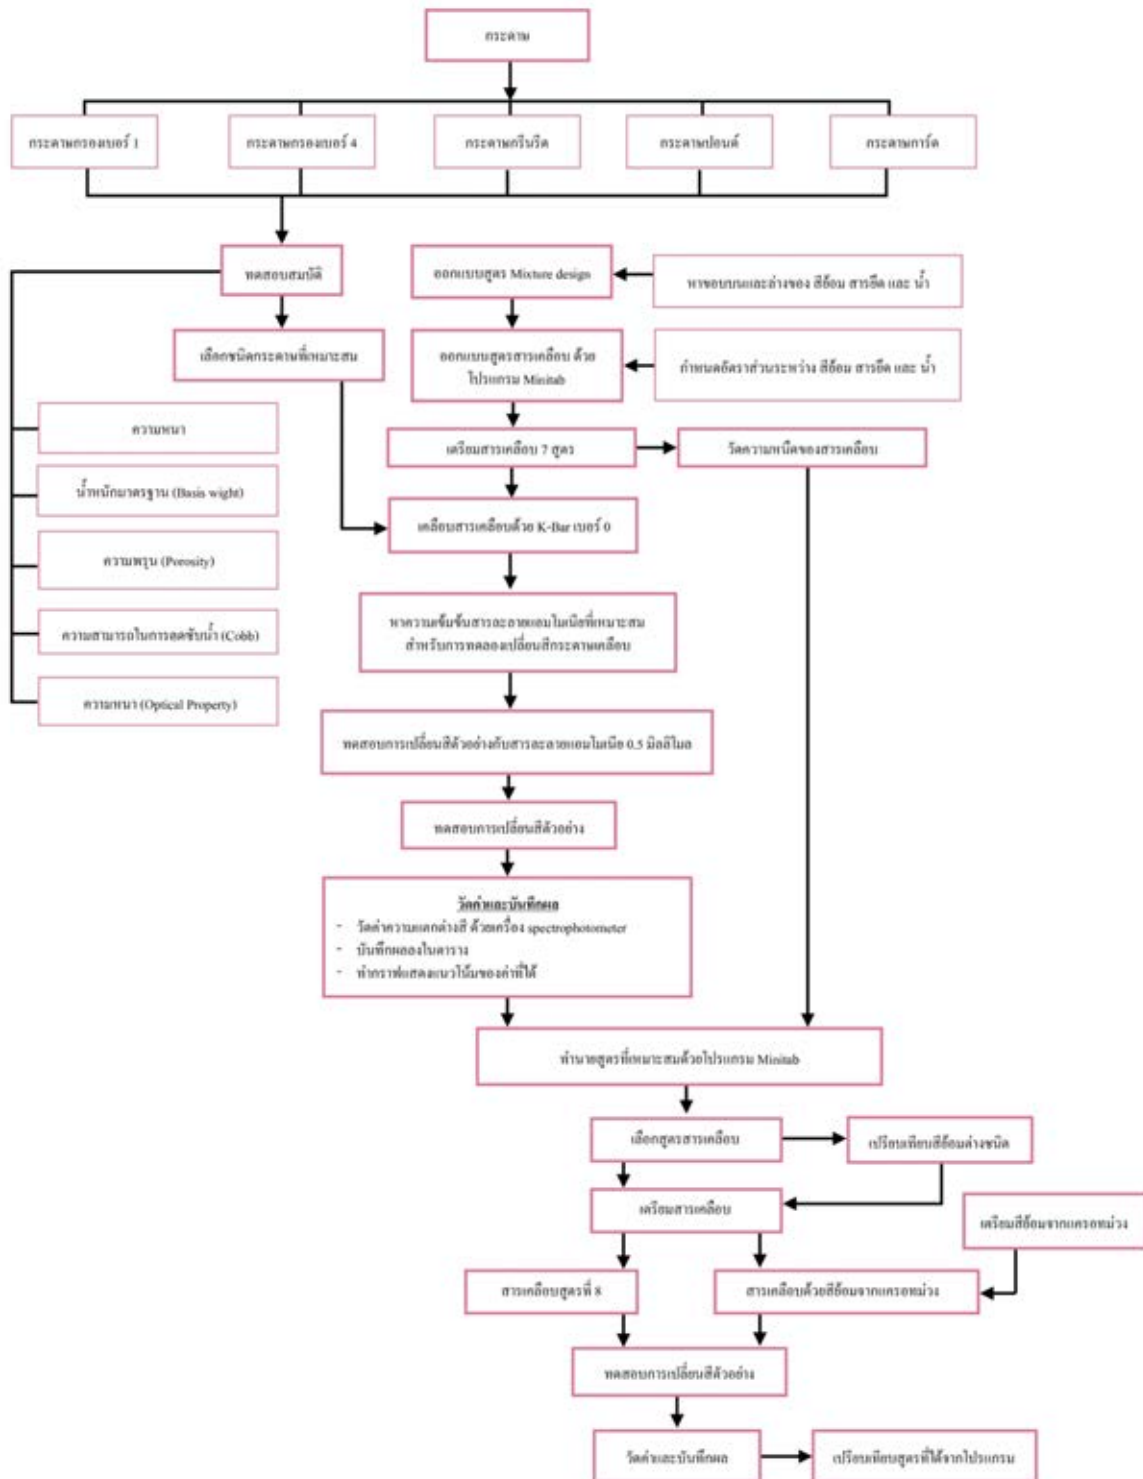 กระดาษ
กระดาษกรองเบอร์ 1
กระดาษกรองเบอร์ 4
กระดาษกรีนรีด
กระดาษปอนด์
กระดาษการ์ด
ทดสอบสมบัติ
ออกแบบสูตร Mixture design
หาขอบบนและล่างของ สีย้อม สารยึด และ น้ำ
เลือกชนิดกระดาษที่เหมาะสม
ออกแบบสูตรสารเคลือบ ด้วย
โปรแกรม Minitab
กำหนดอัตราส่วนระหว่าง สีย้อม สารยึด และ น้ำ
ความหนา
เตรียมสารเคลือบ 7 สูตร
วัดความหนืดของสารเคลือบ
น้ำหนักมาตรฐาน (Basis wight)
เคลือบสารเคลือบด้วย K-Bar เบอร์ 0
ความพรุน (Porosity)
หาความเข้มข้นสารละลายแอมโมเนียที่เหมาะสม
สำหรับการทดลองเปลี่ยนสีกระดาษเคลือบ
ความสามารถในการดูดซับน้ำ (Cobb)
ความหนา (Optical Property)
ทดสอบการเปลี่ยนสีตัวอย่างกับสารละลายแอมโมเนีย 0.5 มิลลิโมล
ทดสอบการเปลี่ยนสีตัวอย่าง
วัดค่าและบันทึกผล
- วัดค่าความแตกต่างสี ด้วยเครื่อง spectrophotometer
- บันทึกผลลงในตาราง
- ทำกราฟแสดงแนวโน้มของค่าที่ได้
ทำนายสูตรที่เหมาะสมด้วยโปรแกรม Minitab
เลือกสูตรสารเคลือบ
เปรียบเทียบสีย้อมต่างชนิด
เตรียมสารเคลือบ
เตรียมสีย้อมจากแครอทม่วง
สารเคลือบสูตรที่ 8
สารเคลือบด้วยสีย้อมจากแครอทม่วง
ทดสอบการเปลี่ยนสีตัวอย่าง
วัดค่าและบันทึกผล
เปรียบเทียบสูตรที่ได้จากโปรแกรม